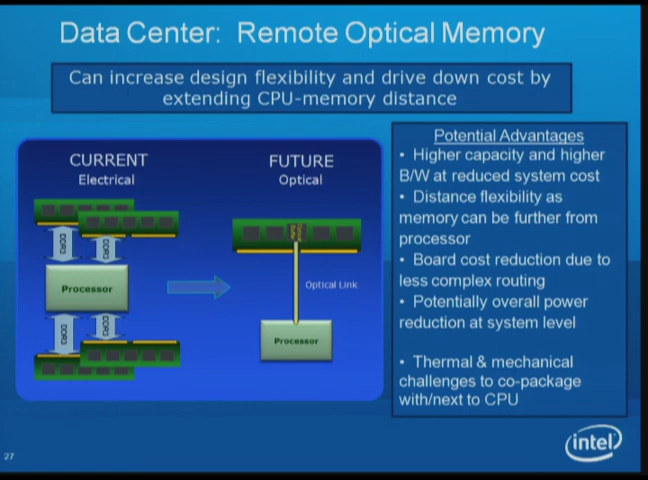 Data Center: Remote Optical Memory
Can increase design flexibility and drive down cost by
extending CPU-memory distance
CURRENT
Electrical
DDR3
DDR3
Processor
DDR3
DDR3
FUTURE
Optical
Optical Link
Processor
Potential Advantages
• Higher capacity and higher
B/W at reduced system cost
• Distance flexibility as
memory can be further from
processor
• Board cost reduction due to
less complex routing
• Potentially overall power
reduction at system level
• Thermal & mechanical
challenges to co-package
with/next to CPU
27
intel